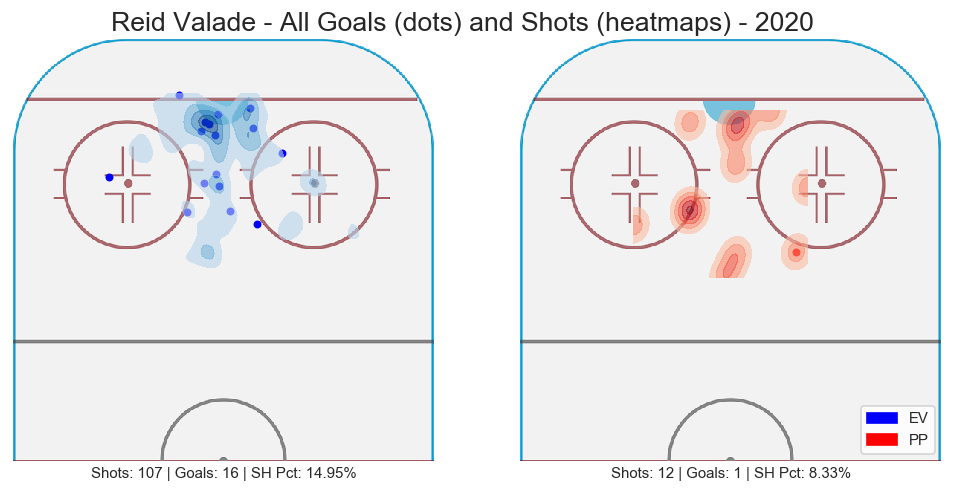 Reid Valade - All Goals (dots) and Shots (heatmaps) - 2020
EV
PP
Shots: 107 | Goals: 16 | SH Pct: 14.95%
Shots: 12 | Goals: 1 | SH Pct: 8.33%